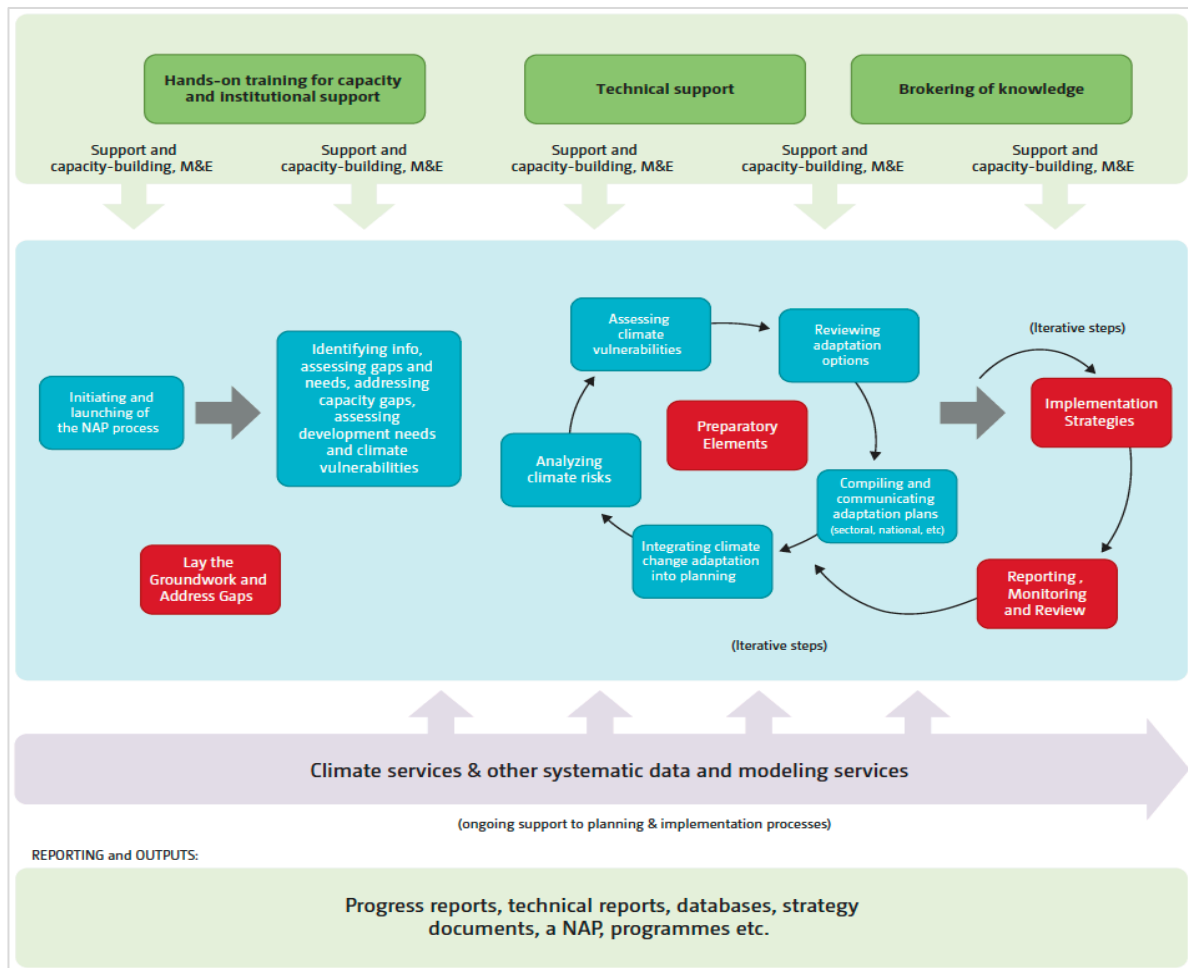 Hands-on training for capacity
and institutional support
Technical support
Brokering of knowledge
Support and
capacity-building, M&E
Support and
capacity-building, M&E
Support and
capacity-building, M&E
Support and
capacity-building, M&E
Support and
capacity-building, M&E
Initiating and
launching of
the NAP process
Identifying info,
assessing gaps and
needs, addressing
capacity gaps,
assessing
development needs
and climate
vulnerabilities
Lay the
Groundwork and
Address Gaps
Assessing
climate
vulnerabilities
Reviewing
adaptation
options
Preparatory
Elements
Analyzing
climate risks
Compiling and
communicating
adaptation plans
(sectoral, national, etc)
Integrating climate
change adaptation
into planning
(Iterative steps)
Implementation
Strategies
Reporting ,
Monitoring
and Review
(Iterative steps)
Climate services & other systematic data and modeling services
(ongoing support to planning & implementation processes)
REPORTING and OUTPUTS:
Progress reports, technical reports, databases, strategy
documents, a NAP, programmes etc.